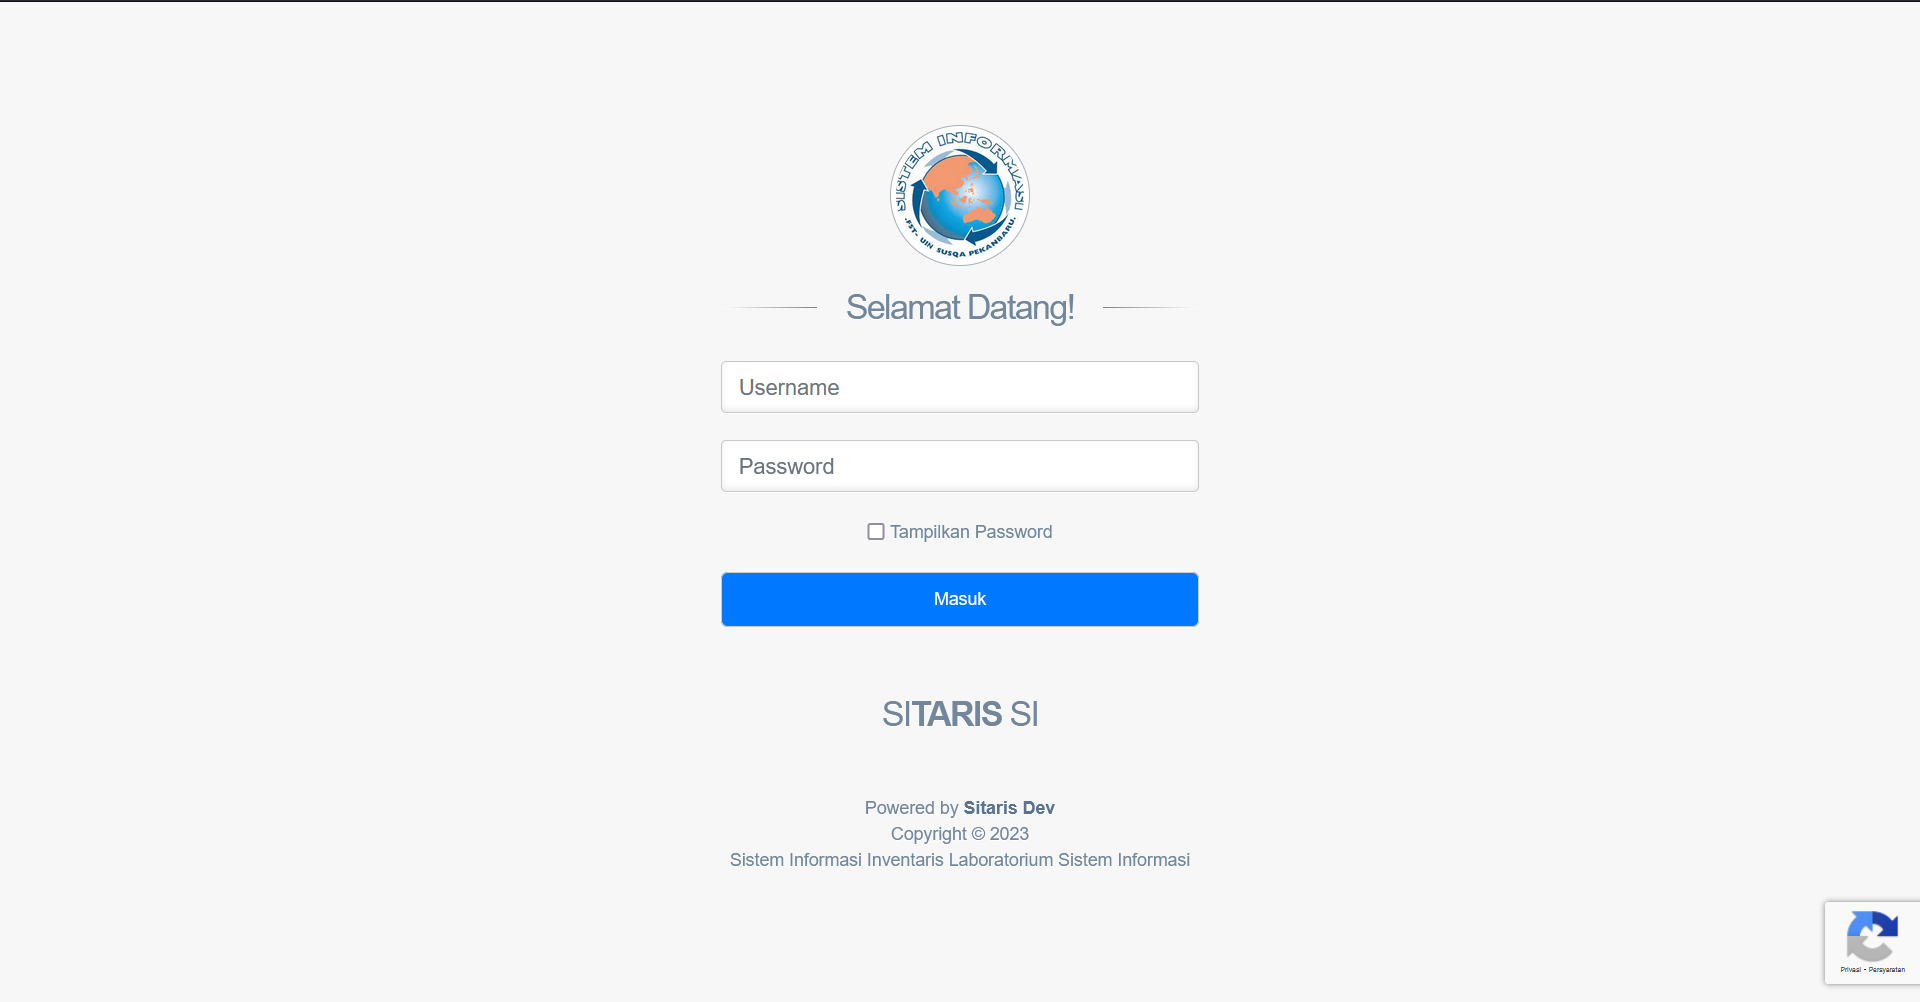 SISTEM INFORMASI
.FST- UIN SUSQA PEKANBARU.
Selamat Datang!
Username
Password
Tampilkan Password
Masuk
SITARIS SI
Powered by Sitaris Dev
Copyright © 2023
Sistem Informasi Inventaris Laboratorium Sistem Informasi
Privasi - Persyaratan